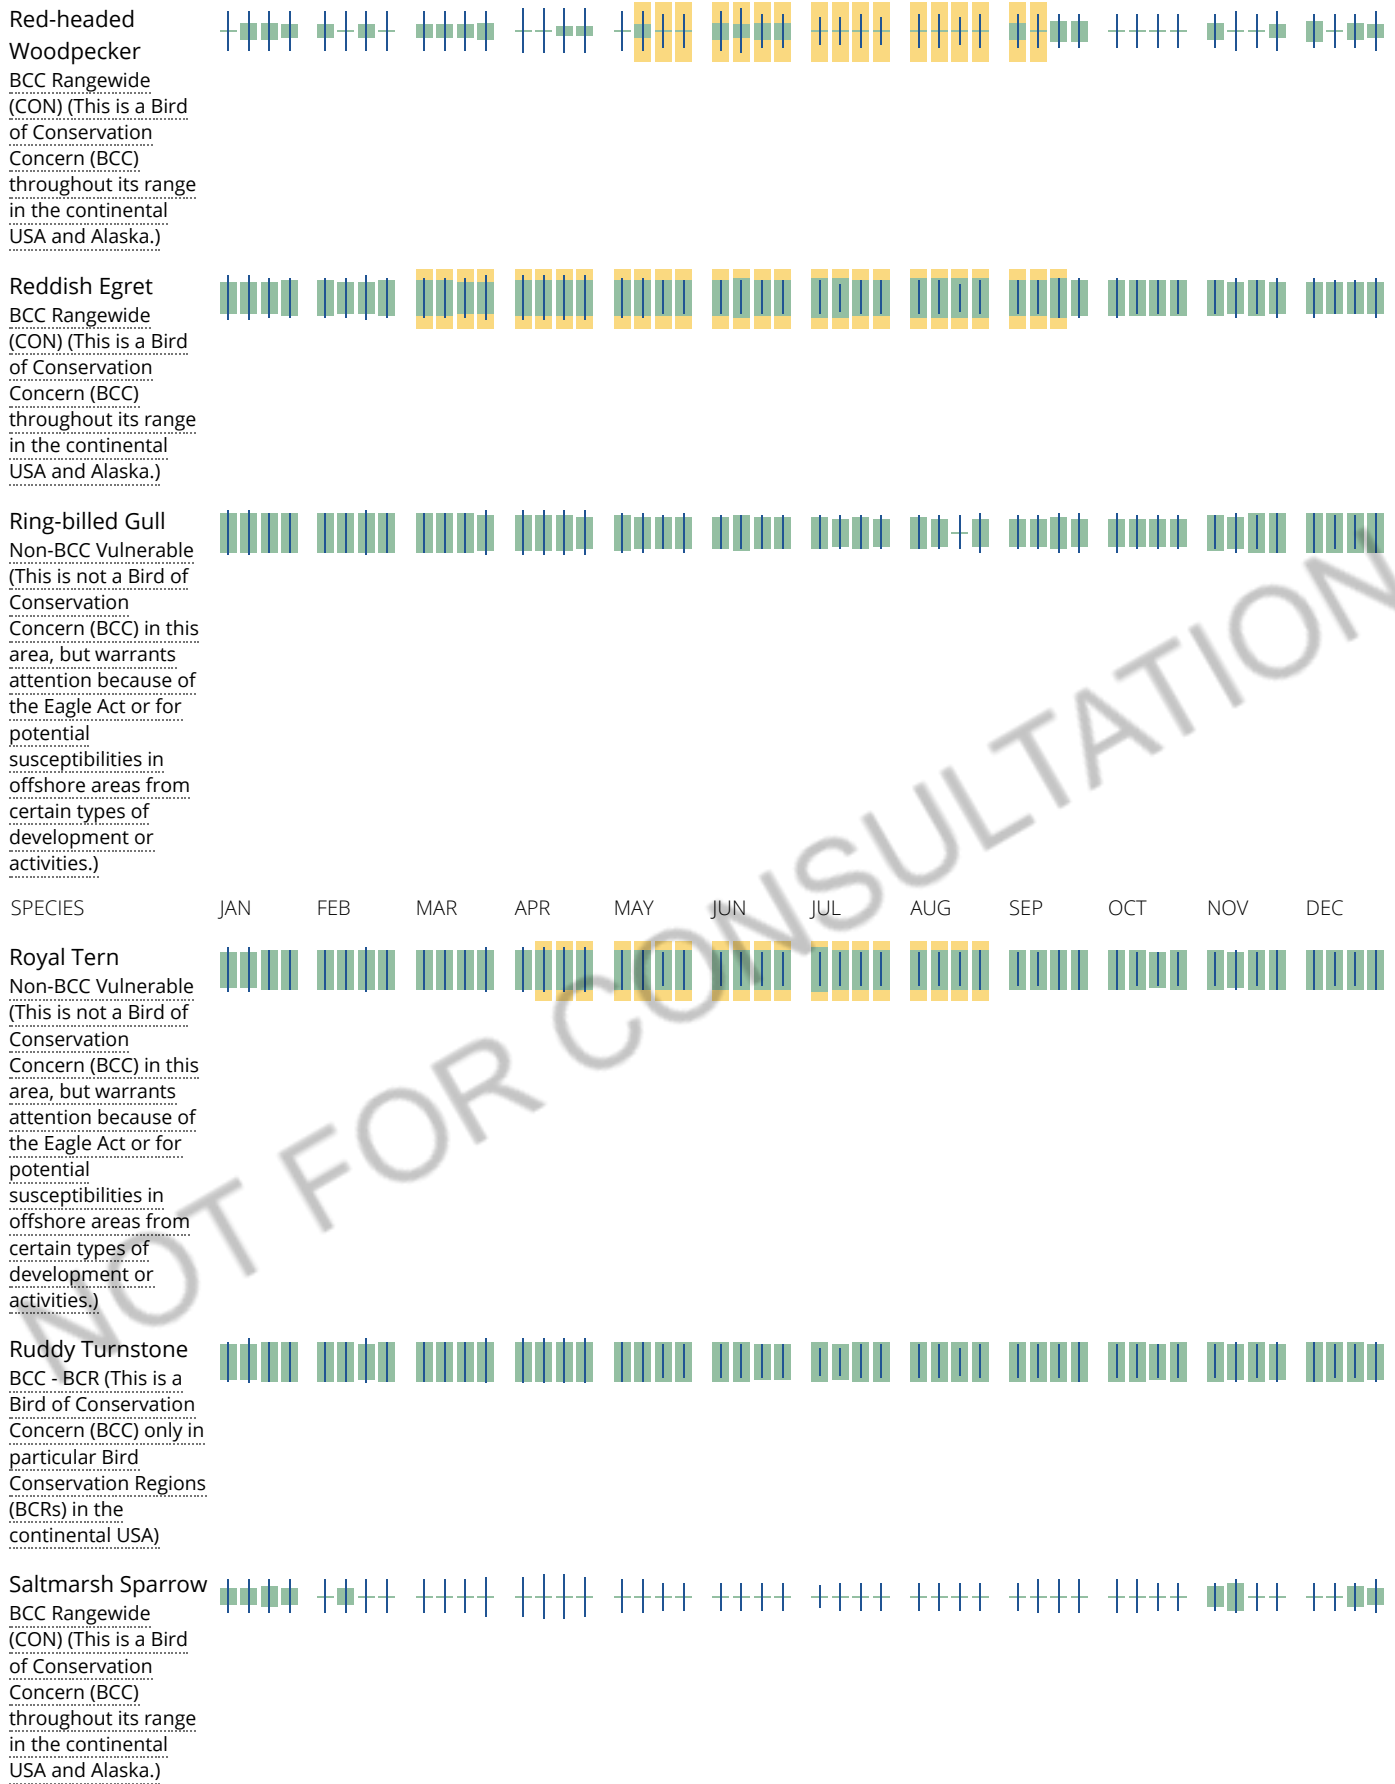 Red-headed
Woodpecker
BCC Rangewide
(CON) (This is a Bird
of Conservation
Concern (BCC)
throughout its range
in the continental
USA and Alaska.)
Reddish Egret
BCC Rangewide
(CON) (This is a Bird
of Conservation
Concern (BCC)
throughout its range
in the continental
USA and Alaska.)
Ring-billed Gull
Non-BCC Vulnerable
(This is not a Bird of
Conservation
Concern (BCC) in this
area, but warrants
attention because of
the Eagle Act or for
potential
susceptibilities in
offshore areas from
certain types of
development or
activities.)
SPECIES JAN FEB MAR APR MAY JUN JUL AUG SEP OCT NOV DEC
Royal Tern
Non-BCC Vulnerable
(This is not a Bird of
Conservation
Concern (BCC) in this
area, but warrants
attention because of
the Eagle Act or for
potential
susceptibilities in
offshore areas from
certain types of
development or
activities.)
Ruddy Turnstone
BCC - BCR (This is a
Bird of Conservation
Concern (BCC) only in
particular Bird
Conservation Regions
(BCRs) in the
continental USA)
Saltmarsh Sparrow
BCC Rangewide
(CON) (This is a Bird
of Conservation
Concern (BCC)
throughout its range
in the continental
USA and Alaska.)
NOT FOR CONSULTATION